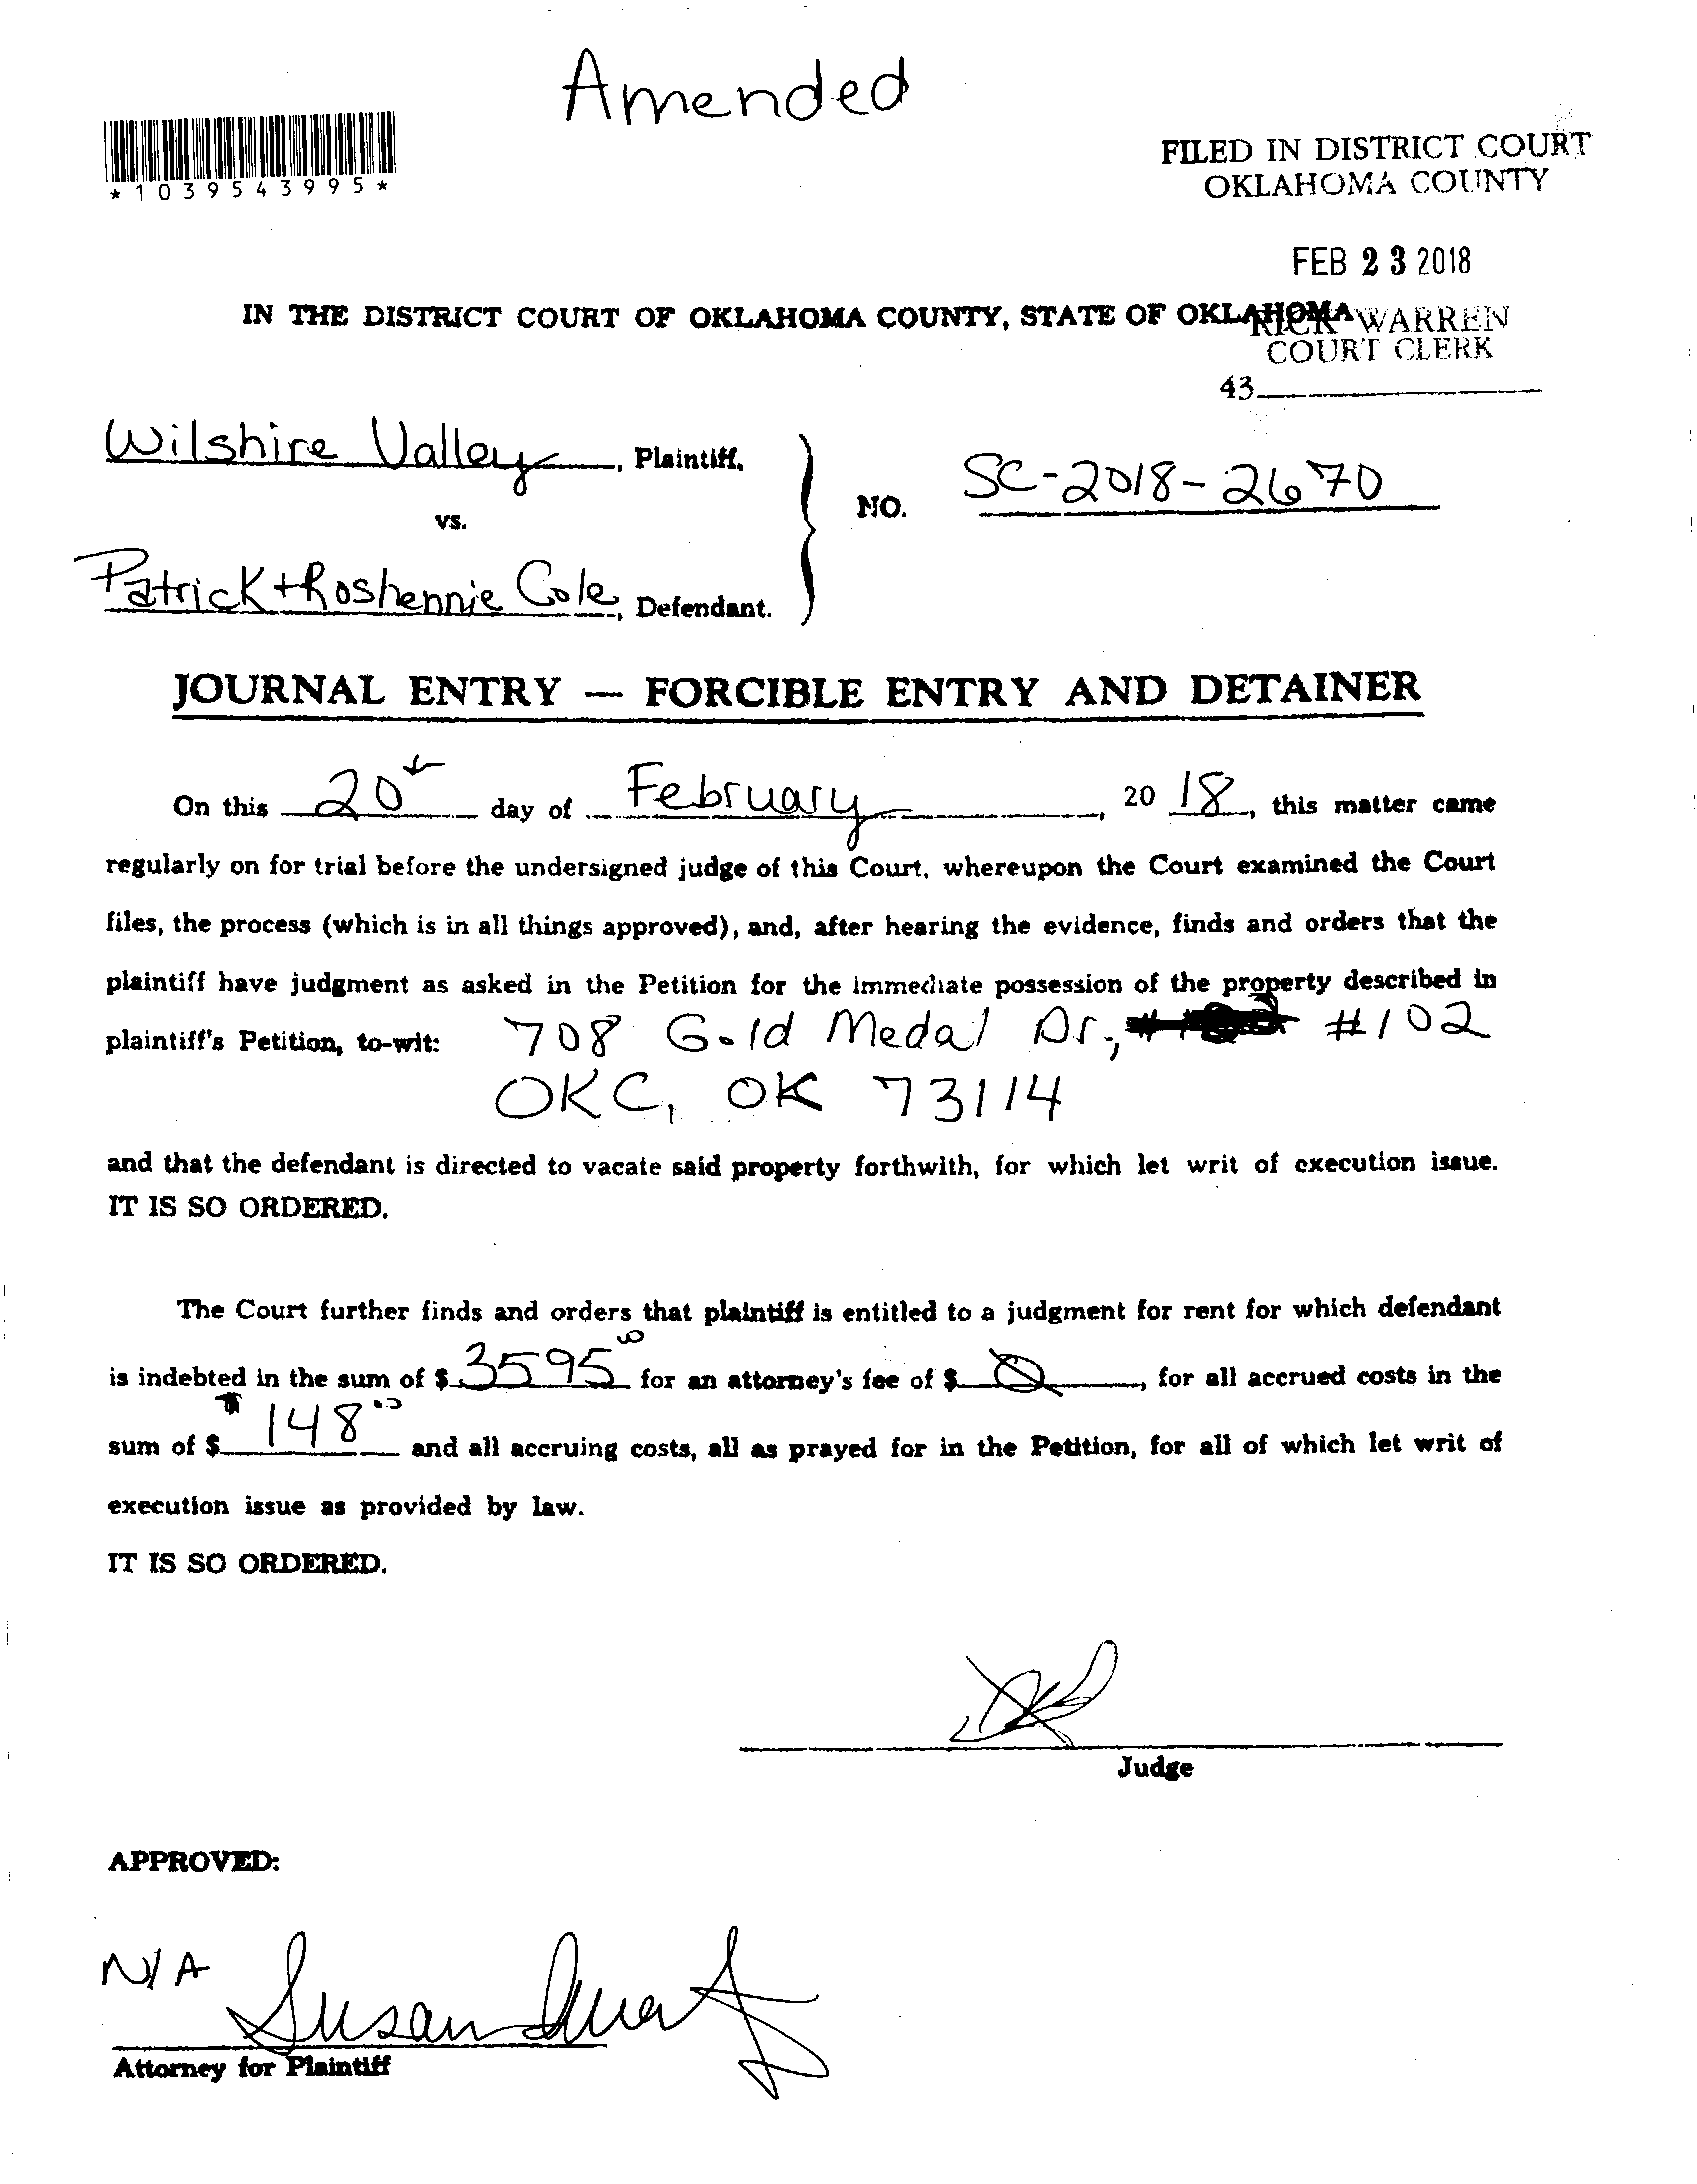 Amended
*1039543995*
FILED IN DISTRICT COURT
OKLAHOMA COUNTY
FEB 23 2018
IN THE DISTRICT COURT OF OKLAHOMA COUNTY, STATE OF OKLAHOMA
RICK WARREN
COURT CLERK
43
Wilshire Valley, Plaintiff,
vs.
NO. SC-2018-2670
Patrick + Roshennie Cole, Defendant.
JOURNAL ENTRY — FORCIBLE ENTRY AND DETAINER
On this 20 day of February, 20 18, this matter came
regularly on for trial before the undersigned judge of this Court, whereupon the Court examined the Court
files, the process (which is in all things approved), and, after hearing the evidence, finds and orders that the
plaintiff have judgment as asked in the Petition for the immediate possession of the property described in
plaintiff's Petition, to-wit: 708 Gold Medal Dr., #102
OKC, OK 73114
and that the defendant is directed to vacate said property forthwith, for which let writ of execution issue.
IT IS SO ORDERED.
The Court further finds and orders that plaintiff is entitled to a judgment for rent for which defendant
is indebted in the sum of $ 3595 00 for an attorney's fee of $ 0, for all accrued costs in the
sum of $ 148 00 and all accruing costs, all as prayed for in the Petition, for all of which let writ of
execution issue as provided by law.
IT IS SO ORDERED.
Judge
APPROVED:
N/A Susan
Attorney for Plaintiff